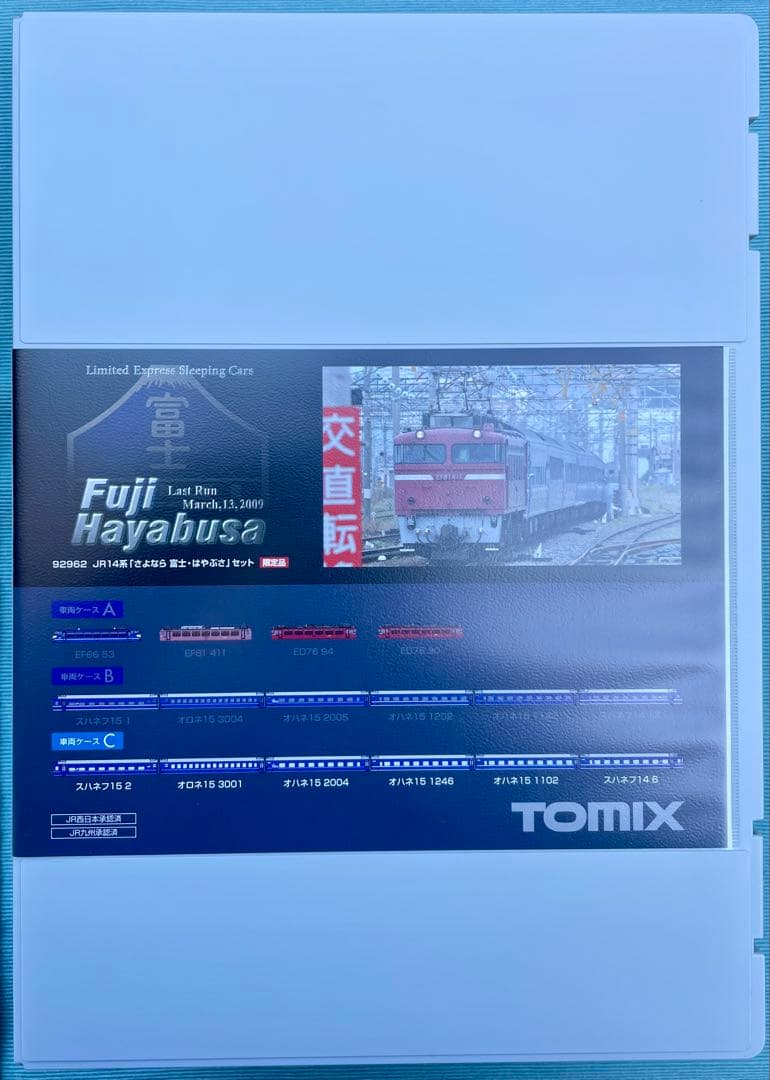 Limited Express Sleeping Cars
富士
交直転
Fuji
Hayabusa
Last Run
March,13,2009
92962 JR14系「さよなら 富士・はやぶさ」セット 限定品
車両ケース A
EF66 53 EF81 411 ED76 94 ED76 90
車両ケース B
スハネフ15 1 オロネ15 3004 オハネ15 2005 オハネ15 1202
車両ケース C
スハネフ15 2 オロネ15 3001 オハネ15 2004 オハネ15 1246 オハネ15 1102 スハネフ14 6
JR西日本承認済
JR九州承認済
TOMIX